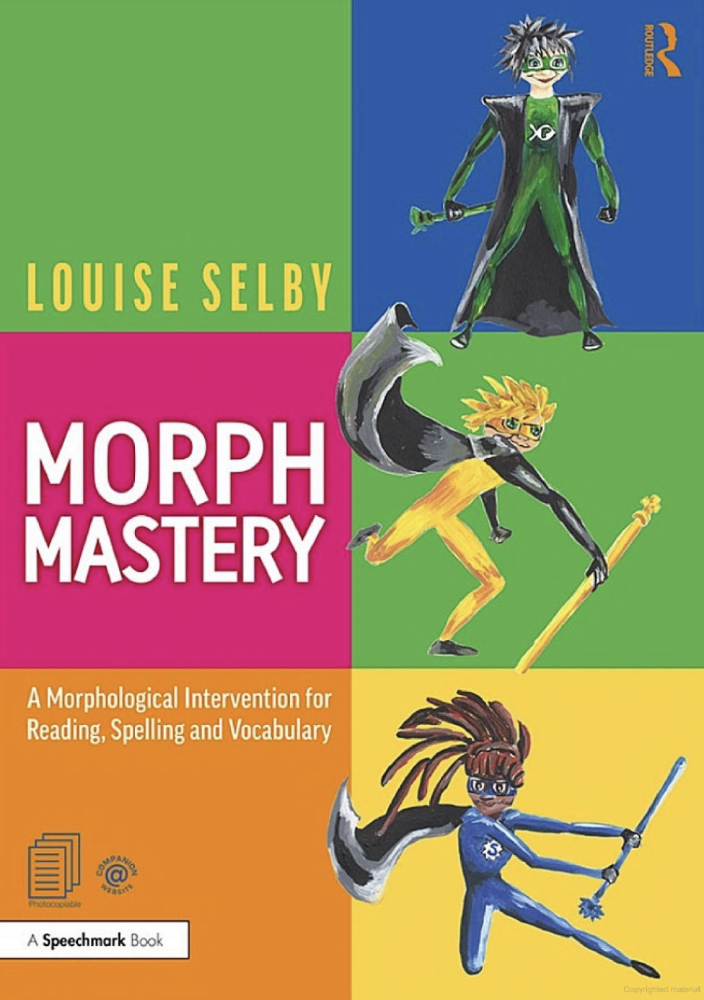 ROUTLEDGE
LOUISE SELBY
MORPH
MASTERY
A Morphological Intervention for
Reading, Spelling and Vocabulary
Photocopiable
COMPANION
@
WEBSITE
A Speechmark Book
S
Copyrighted material